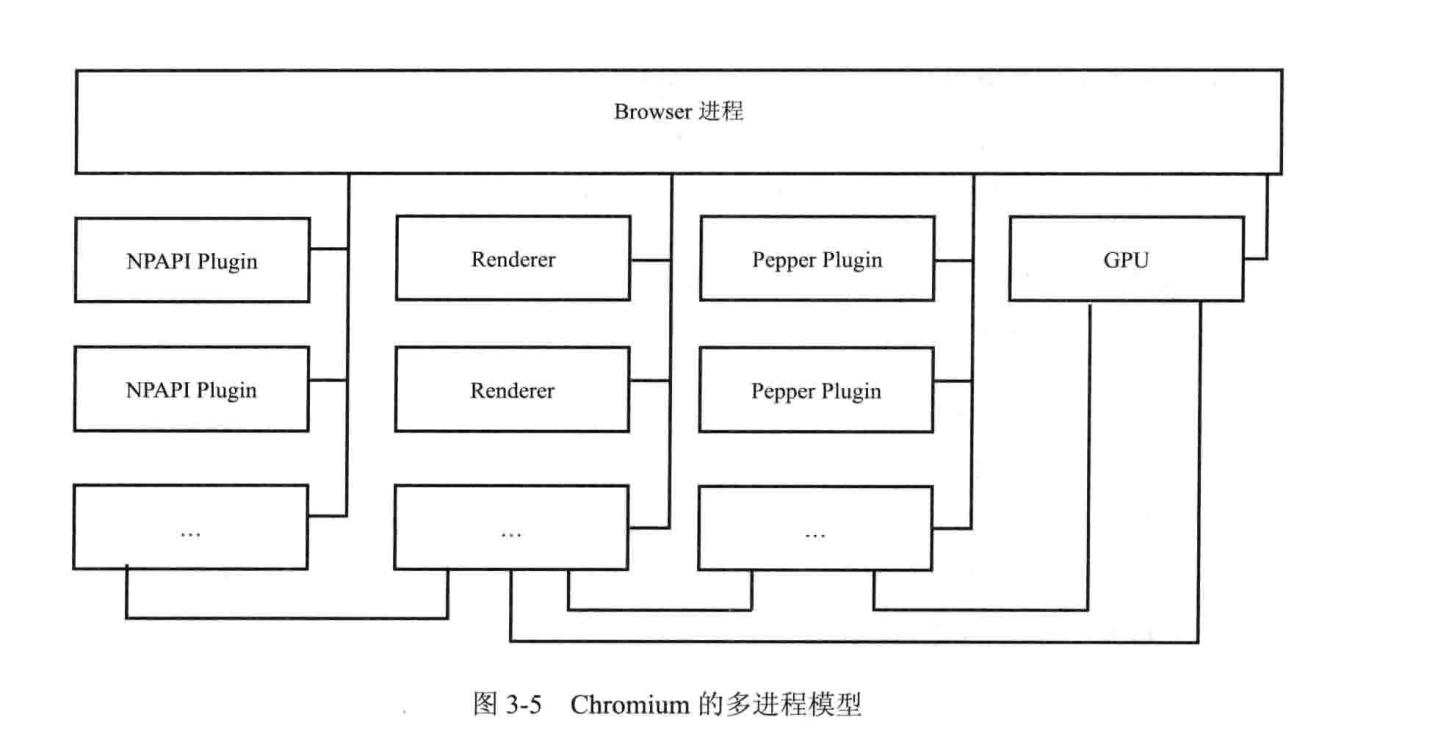 Browser 进程
NPAPI Plugin
Renderer
Pepper Plugin
GPU
NPAPI Plugin
Renderer
Pepper Plugin
…
…
…
图 3-5 Chromium 的多进程模型